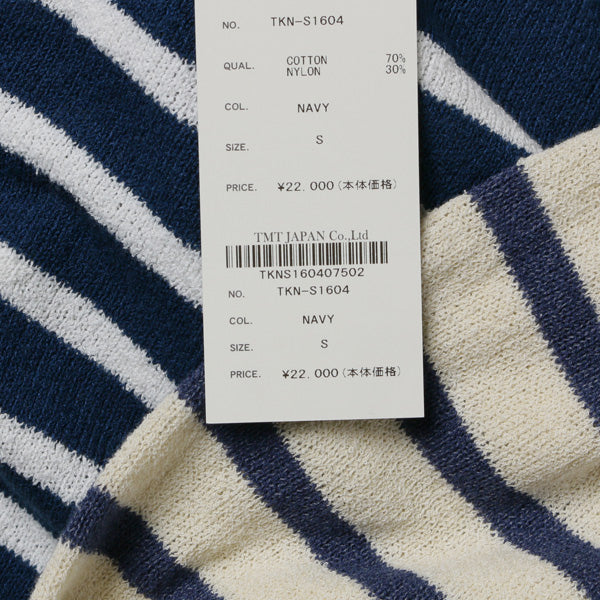 NO. TKN-S1604
QUAL. COTTON 70%
NYLON 30%
COL. NAVY
SIZE. S
PRICE. ¥22.000(本体価格)
TMT JAPAN Co.,Ltd
TKNS160407502
NO. TKN-S1604
COL. NAVY
SIZE. S
PRICE. ¥22.000(本体価格)